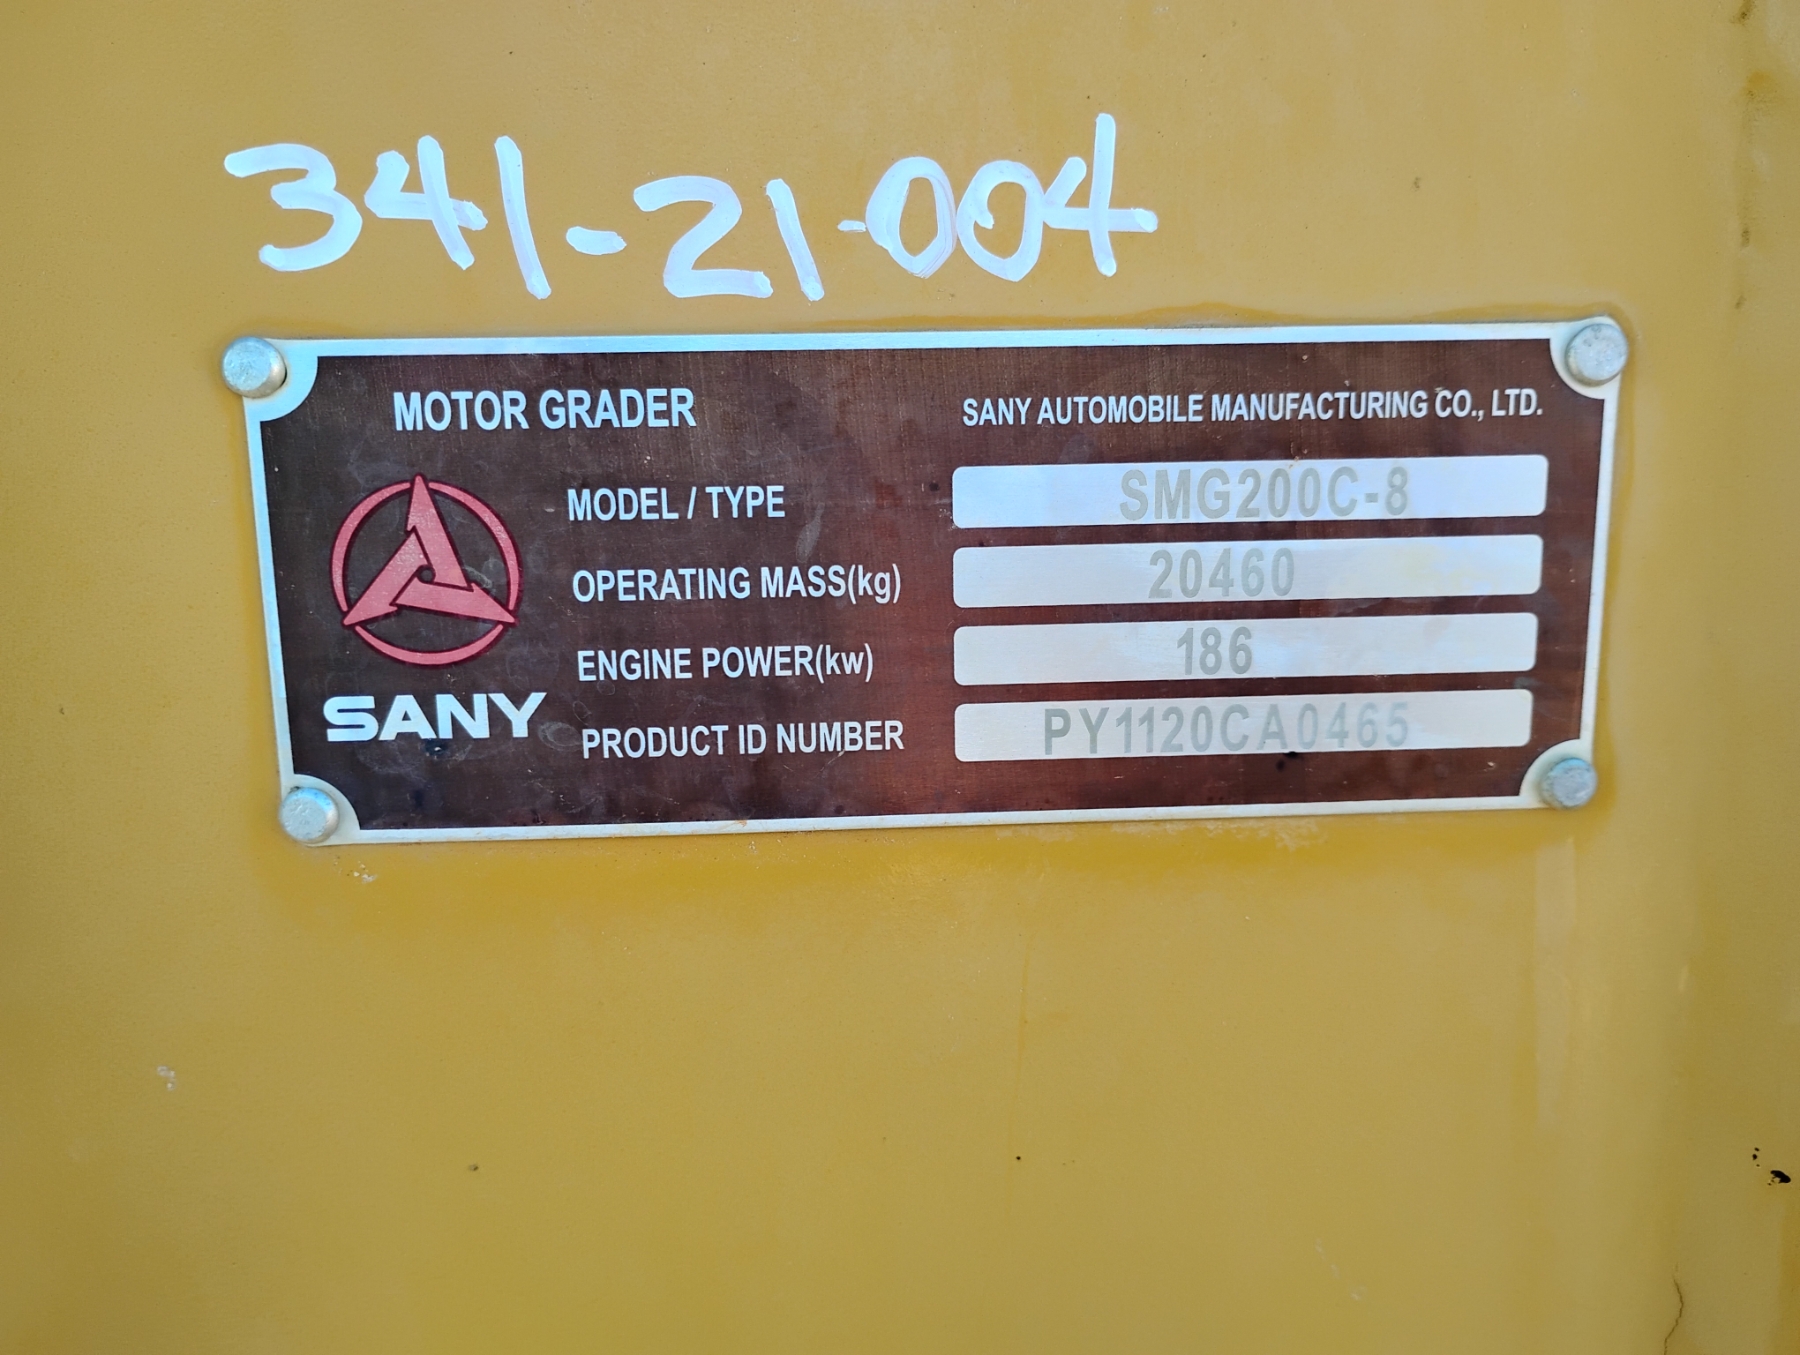 341-21-004
MOTOR GRADER
SANY AUTOMOBILE MANUFACTURING CO., LTD.
MODEL / TYPE SMG200C-8
OPERATING MASS(kg) 20460
ENGINE POWER(kw) 186
PRODUCT ID NUMBER PY1120CA0465
SANY